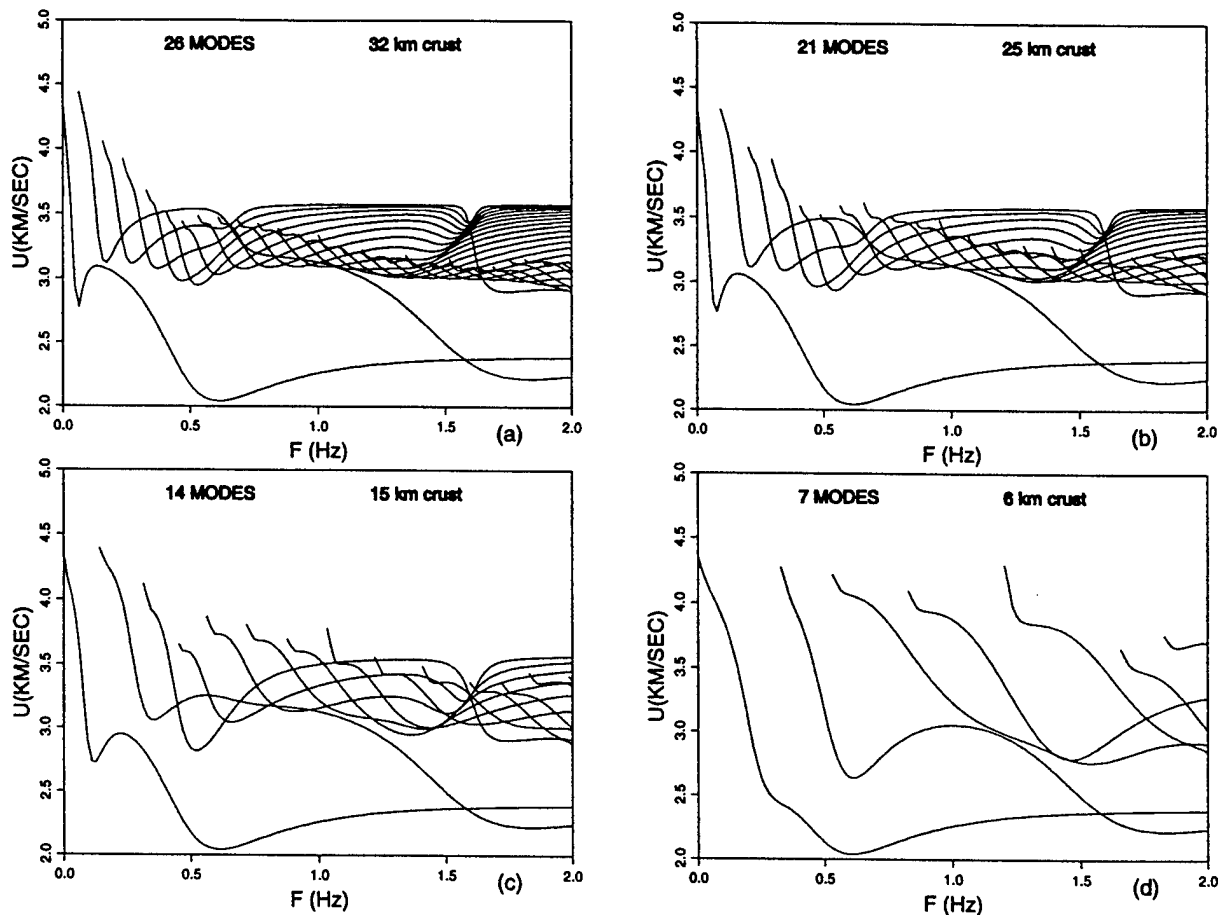 26 MODES 32 km crust
5.0
4.5
4.0
3.5
3.0
2.5
2.0
U(KM/SEC)
0.0 0.5 1.0 1.5 2.0
F (Hz)
(a)
21 MODES 25 km crust
5.0
4.5
4.0
3.5
3.0
2.5
2.0
U(KM/SEC)
0.0 0.5 1.0 1.5 2.0
F (Hz)
(b)
14 MODES 15 km crust
5.0
4.5
4.0
3.5
3.0
2.5
2.0
U(KM/SEC)
0.0 0.5 1.0 1.5 2.0
F (Hz)
(c)
7 MODES 6 km crust
5.0
4.5
4.0
3.5
3.0
2.5
2.0
U(KM/SEC)
0.0 0.5 1.0 1.5 2.0
F (Hz)
(d)